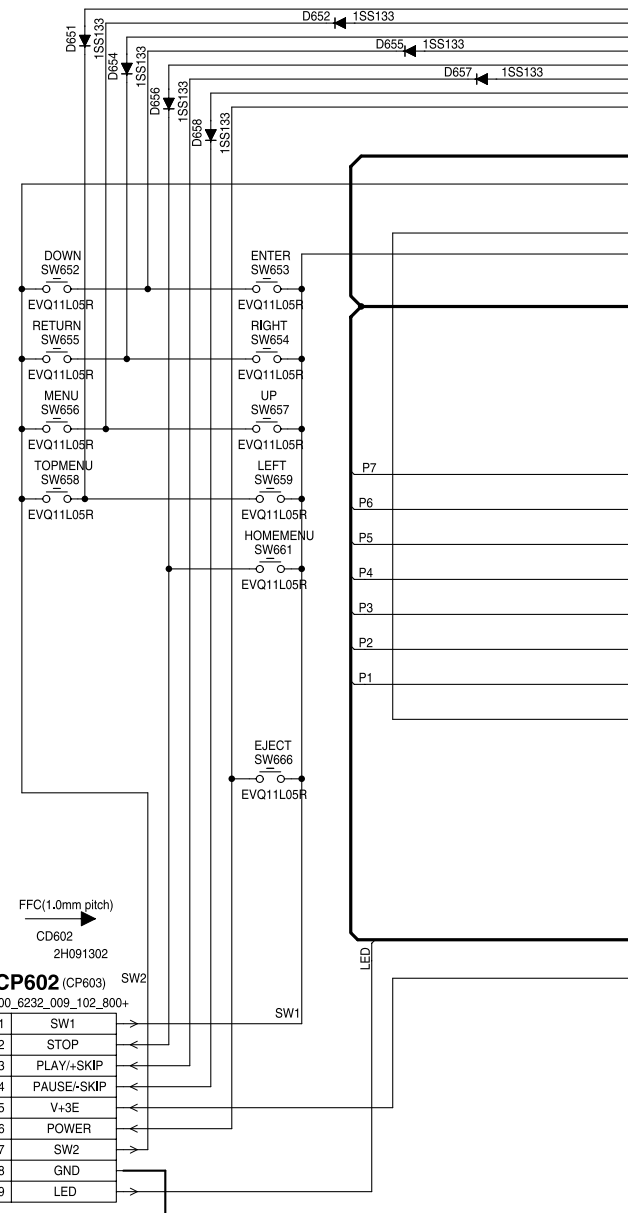 D652 1SS133
D651 1SS133
D654 1SS133
D655 1SS133
D656 1SS133
D657 1SS133
D658 1SS133
DOWN
SW652
EVQ11L05R
ENTER
SW653
EVQ11L05R
RETURN
SW655
EVQ11L05R
RIGHT
SW654
EVQ11L05R
MENU
SW656
EVQ11L05R
UP
SW657
EVQ11L05R
TOPMENU
SW658
EVQ11L05R
LEFT
SW659
EVQ11L05R
HOMEMENU
SW661
EVQ11L05R
P7
P6
P5
P4
P3
P2
P1
EJECT
SW666
EVQ11L05R
FFC(1.0mm pitch)
CD602
2H091302
CP602 (CP603)
SW2
00_6232_009_102_800+
LED
SW1
1 SW1
2 STOP
3 PLAY/+SKIP
4 PAUSE/-SKIP
5 V+3E
6 POWER
7 SW2
8 GND
9 LED